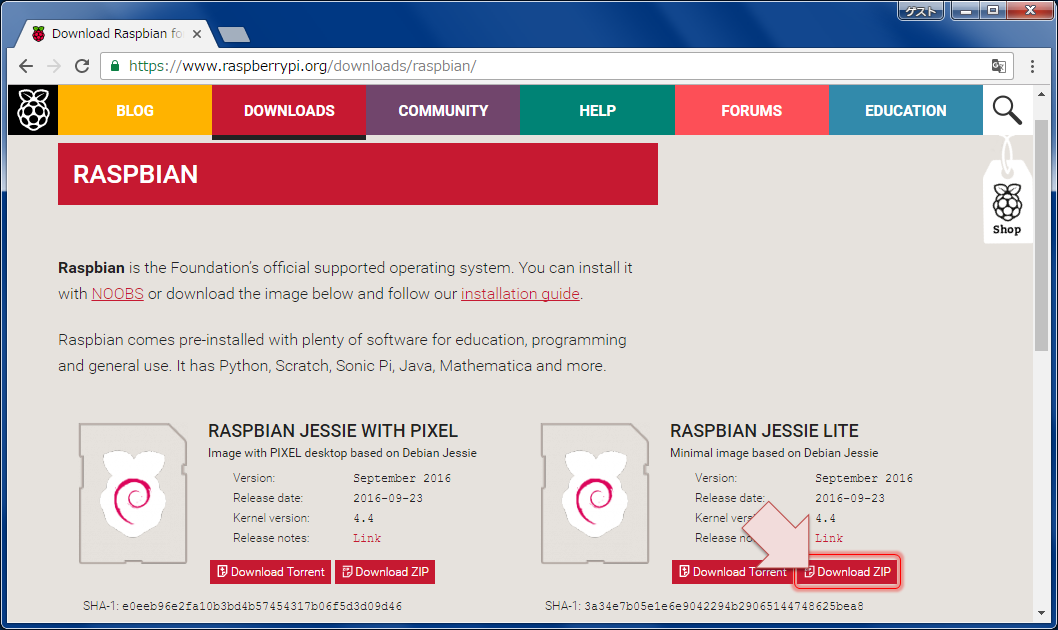 ゲスト
Download Raspbian fo
https://www.raspberrypi.org/downloads/raspbian/
BLOG DOWNLOADS COMMUNITY HELP FORUMS EDUCATION
RASPBIAN
Shop
Raspbian is the Foundation's official supported operating system. You can install it
with NOOBS or download the image below and follow our installation guide.
Raspbian comes pre-installed with plenty of software for education, programming
and general use. It has Python, Scratch, Sonic Pi, Java, Mathematica and more.
RASPBIAN JESSIE WITH PIXEL
Image with PIXEL desktop based on Debian Jessie
Version: September 2016
Release date: 2016-09-23
Kernel version: 4.4
Release notes: Link
Download Torrent Download ZIP
SHA-1: e0eeb96e2fa10b3bd4b57454317b06f5d3d09d46
RASPBIAN JESSIE LITE
Minimal image based on Debian Jessie
Version: September 2016
Release date: 2016-09-23
Kernel 4.4
Release Link
Download Torrent Download ZIP
SHA-1: 3a34e7b05e1e6e9042294b29065144748625bea8